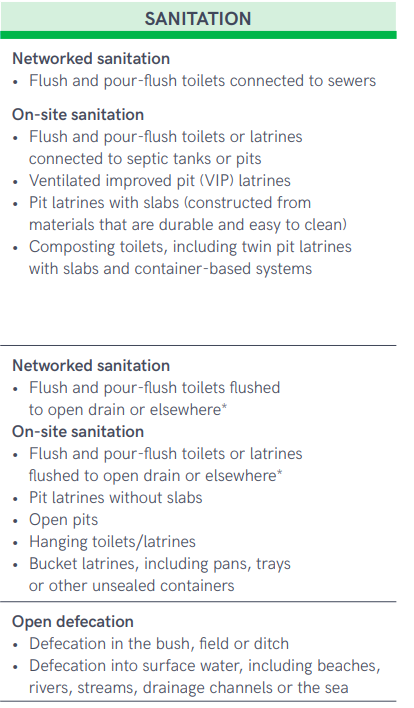 SANITATION
Networked sanitation
• Flush and pour-flush toilets connected to sewers
On-site sanitation
• Flush and pour-flush toilets or latrines
connected to septic tanks or pits
• Ventilated improved pit (VIP) latrines
• Pit latrines with slabs (constructed from
materials that are durable and easy to clean)
• Composting toilets, including twin pit latrines
with slabs and container-based systems
Networked sanitation
• Flush and pour-flush toilets flushed
to open drain or elsewhere*
On-site sanitation
• Flush and pour-flush toilets or latrines
flushed to open drain or elsewhere*
• Pit latrines without slabs
• Open pits
• Hanging toilets/latrines
• Bucket latrines, including pans, trays
or other unsealed containers
Open defecation
• Defecation in the bush, field or ditch
• Defecation into surface water, including beaches,
rivers, streams, drainage channels or the sea